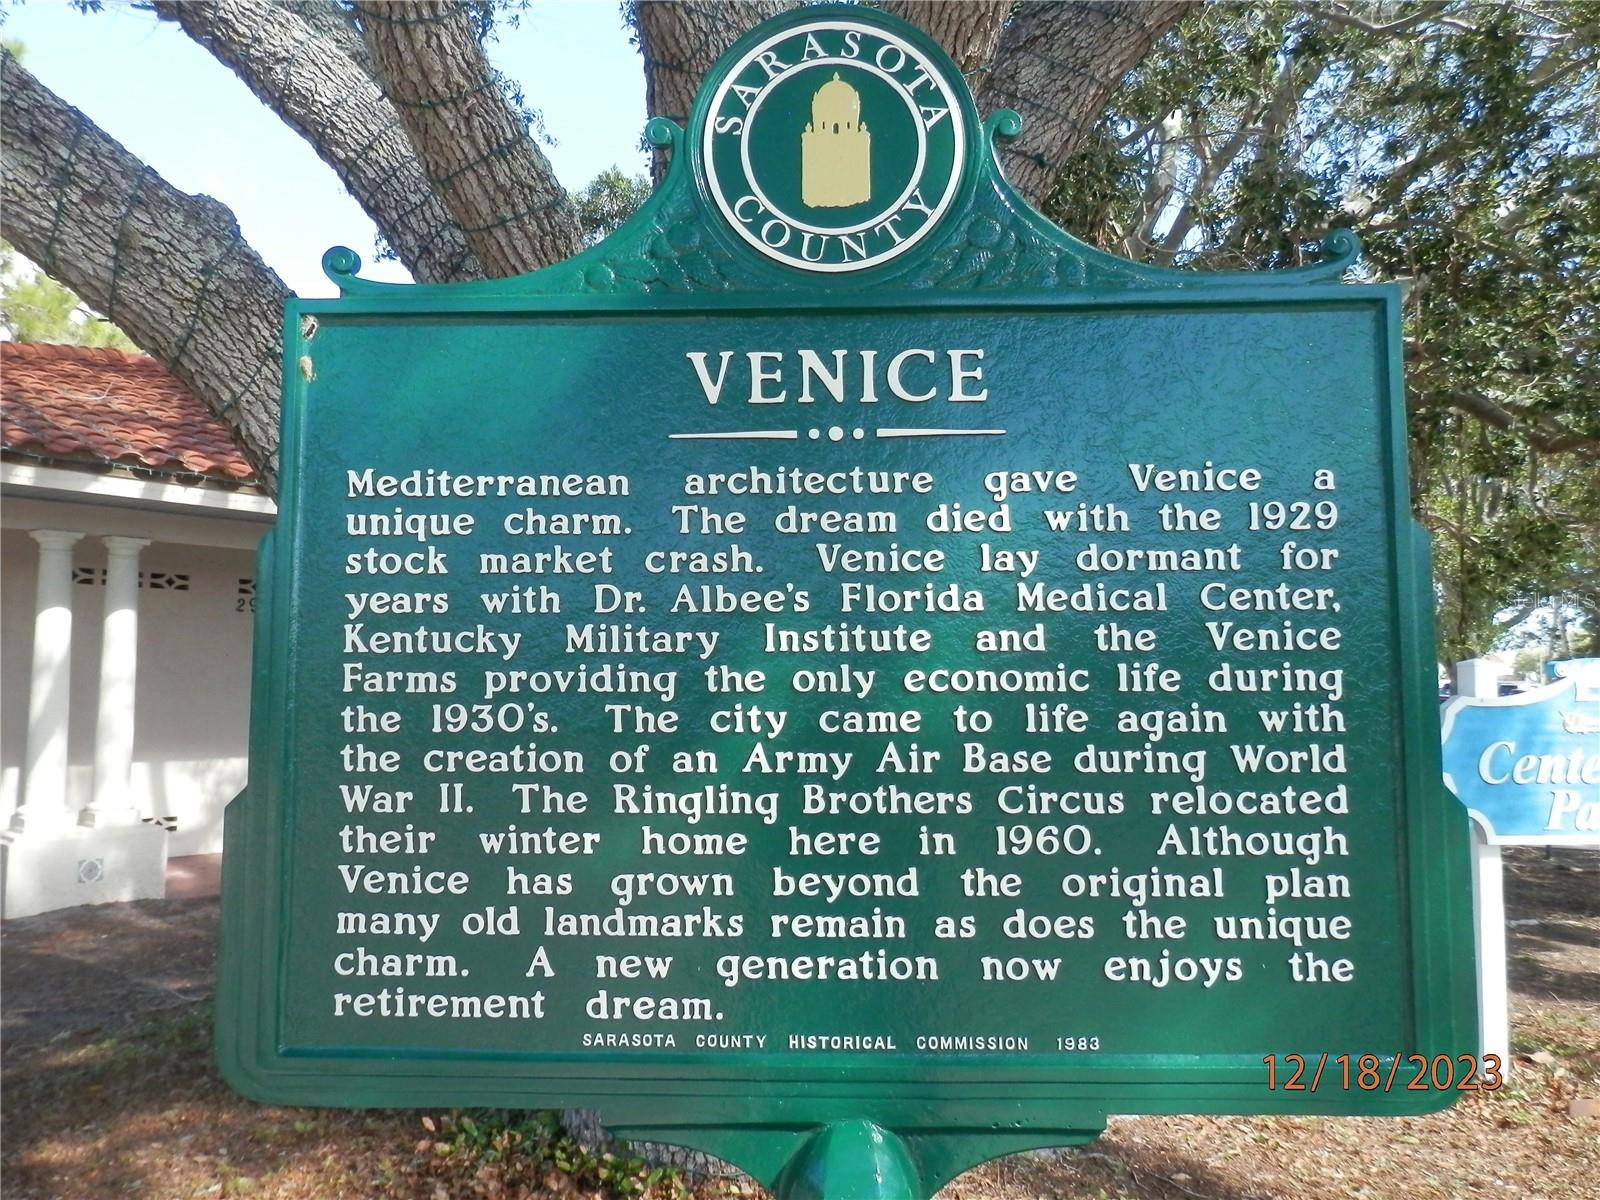 SARASOTA
COUNTY
VENICE
Mediterranean architecture gave Venice a
unique charm. The dream died with the 1929
stock market crash. Venice lay dormant for
years with Dr. Albee's Florida Medical Center,
Kentucky Military Institute and the Venice
Farms providing the only economic life during
the 1930's. The city came to life again with
the creation of an Army Air Base during World
War II. The Ringling Brothers Circus relocated
their winter home here in 1960. Although
Venice has grown beyond the original plan
many old landmarks remain as does the unique
charm. A new generation now enjoys the
retirement dream.
SARASOTA COUNTY HISTORICAL COMMISSION 1983
12/18/2023